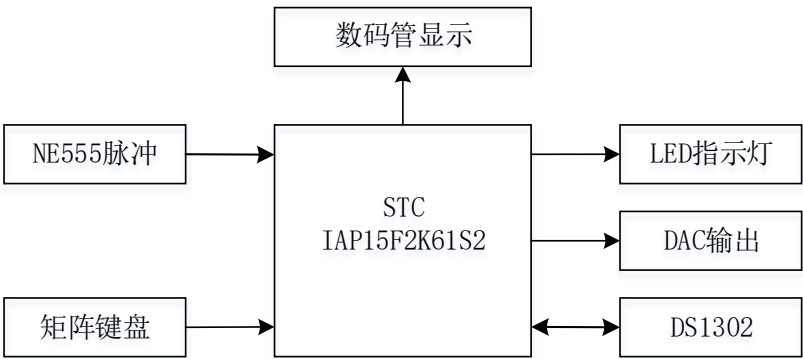 数码管显示
NE555脉冲
LED指示灯
STC
IAP15F2K61S2
DAC输出
矩阵键盘
DS1302